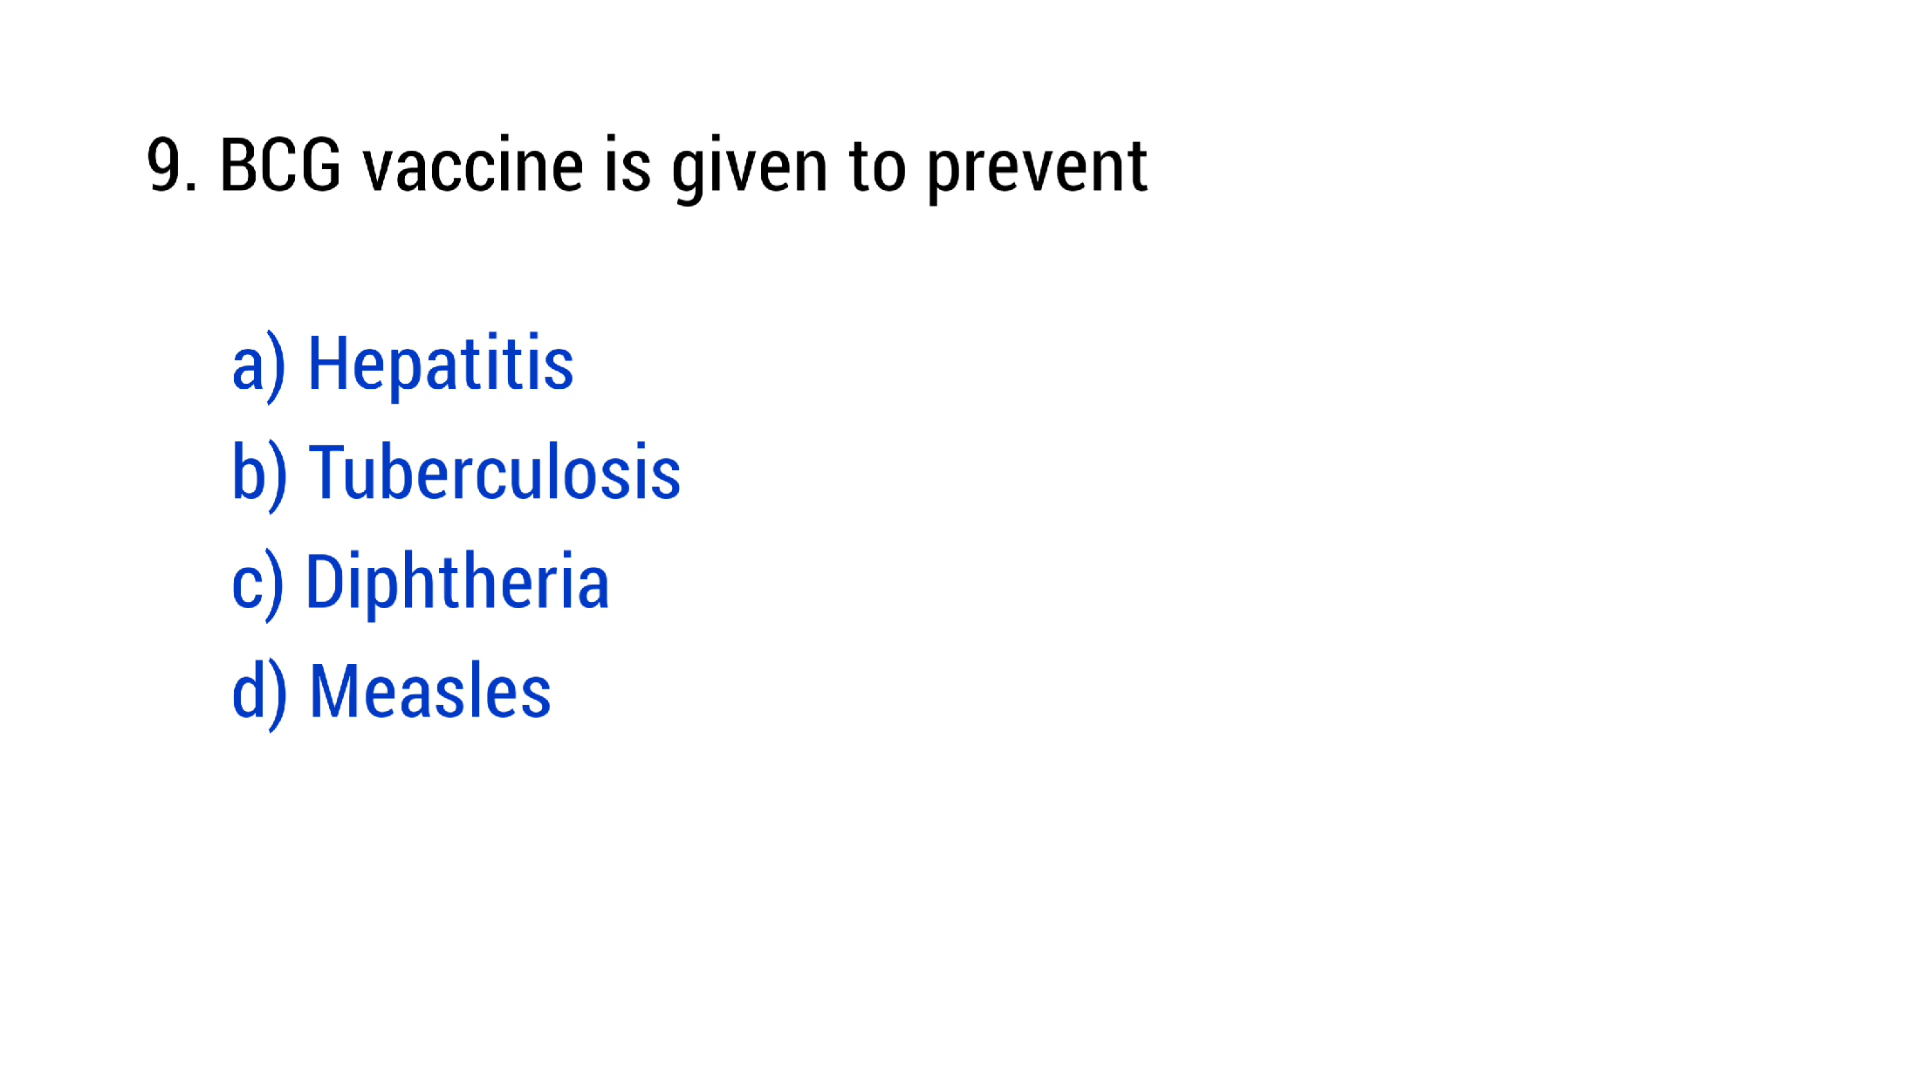 9. BCG vaccine is given to prevent
a) Hepatitis
b) Tuberculosis
c) Diphtheria
d) Measles